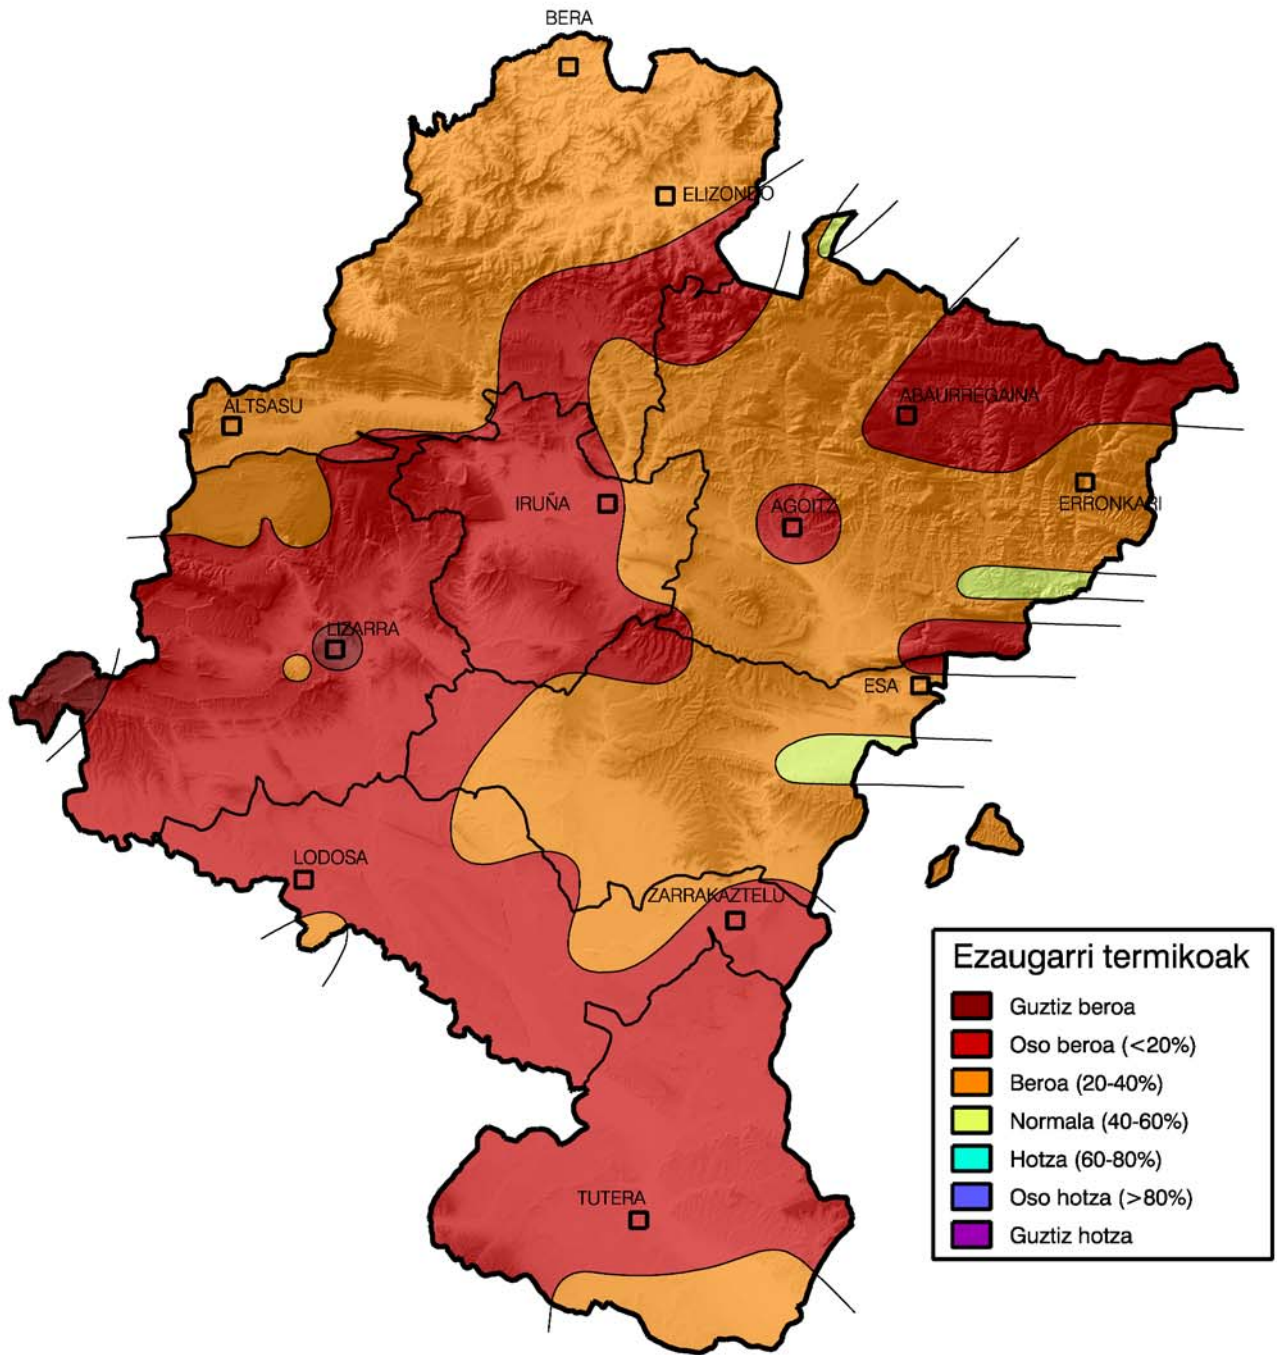 BERA
ELIZONDO
ABAURREGAINA
ALTSASU
ERRONKARI
IRUÑA
AGOITZ
LIZARRA
ESA
LODOSA
ZARRAKAZTELU
TUTERA
Ezaugarri termikoak
Guztiz beroa
Oso beroa (<20%)
Beroa (20-40%)
Normala (40-60%)
Hotza (60-80%)
Oso hotza (>80%)
Guztiz hotza